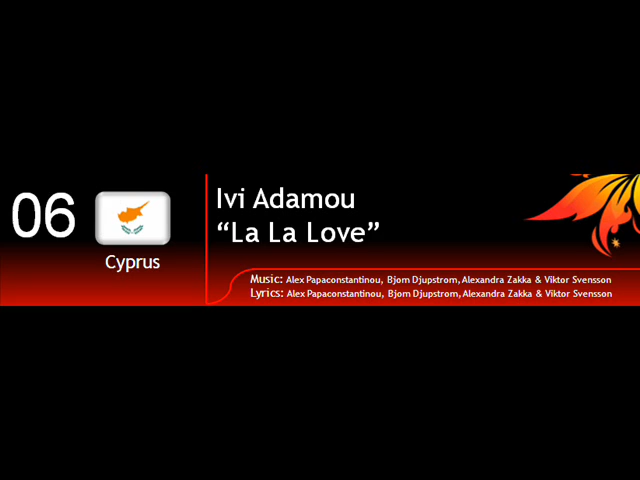 06
Cyprus
Ivi Adamou
“La La Love”
Music: Alex Papaconstantinou, Bjorn Djupstrom, Alexandra Zakka & Viktor Svensson
Lyrics: Alex Papaconstantinou, Bjorn Djupstrom, Alexandra Zakka & Viktor Svensson